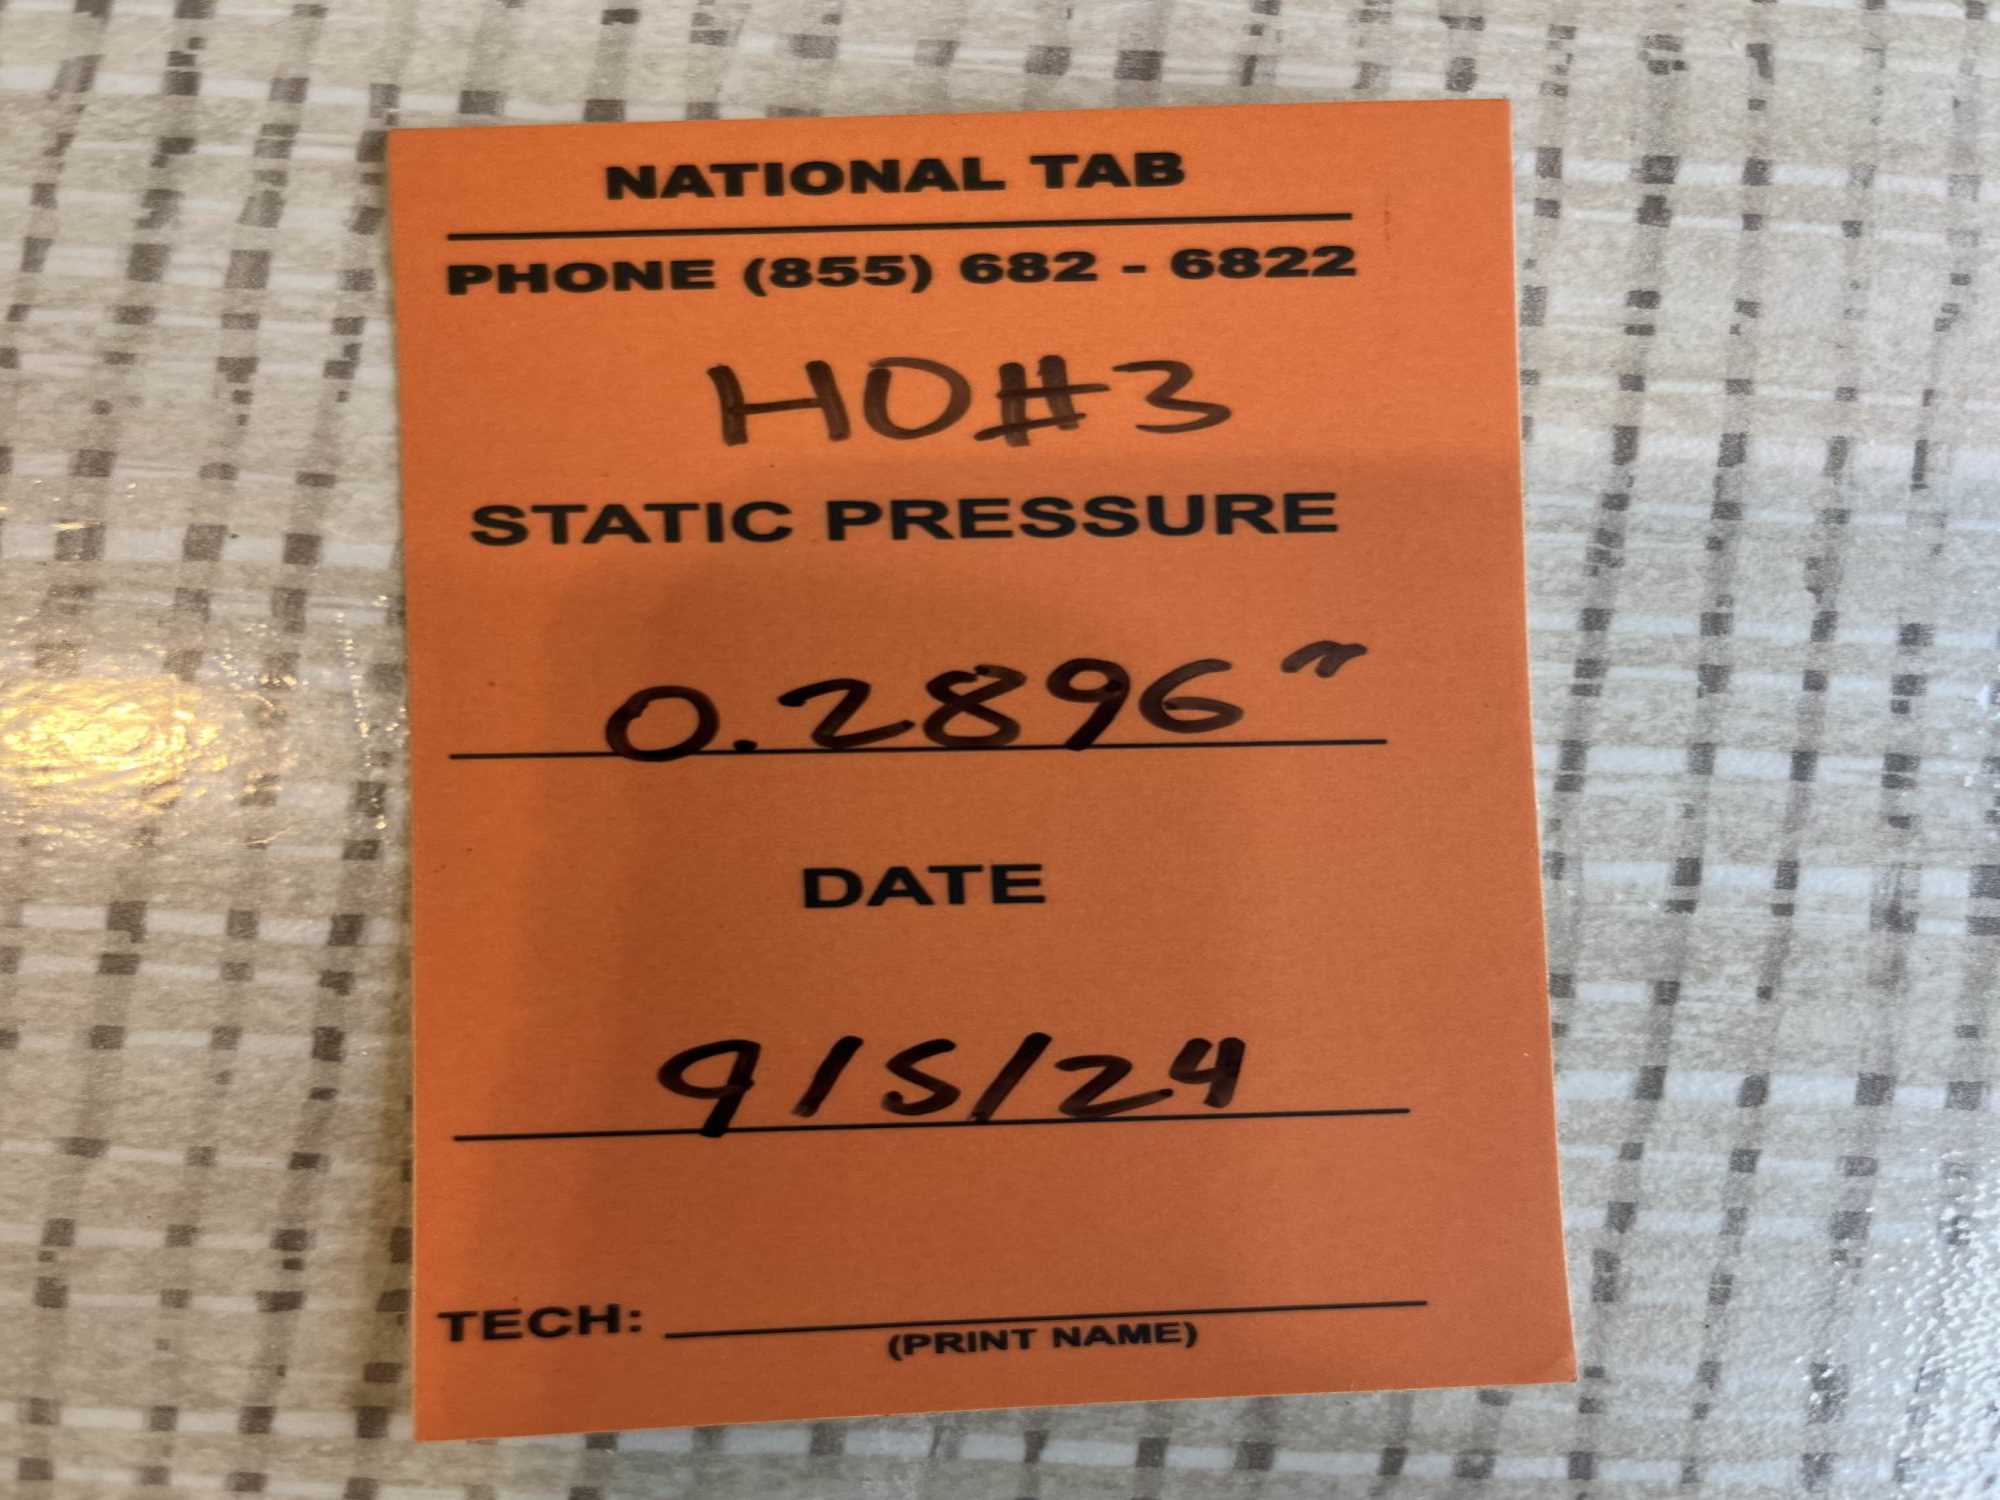 NATIONAL TAB
PHONE (855) 682 - 6822
HO#3
STATIC PRESSURE
0.2896"
DATE
9/5/24
TECH:
(PRINT NAME)